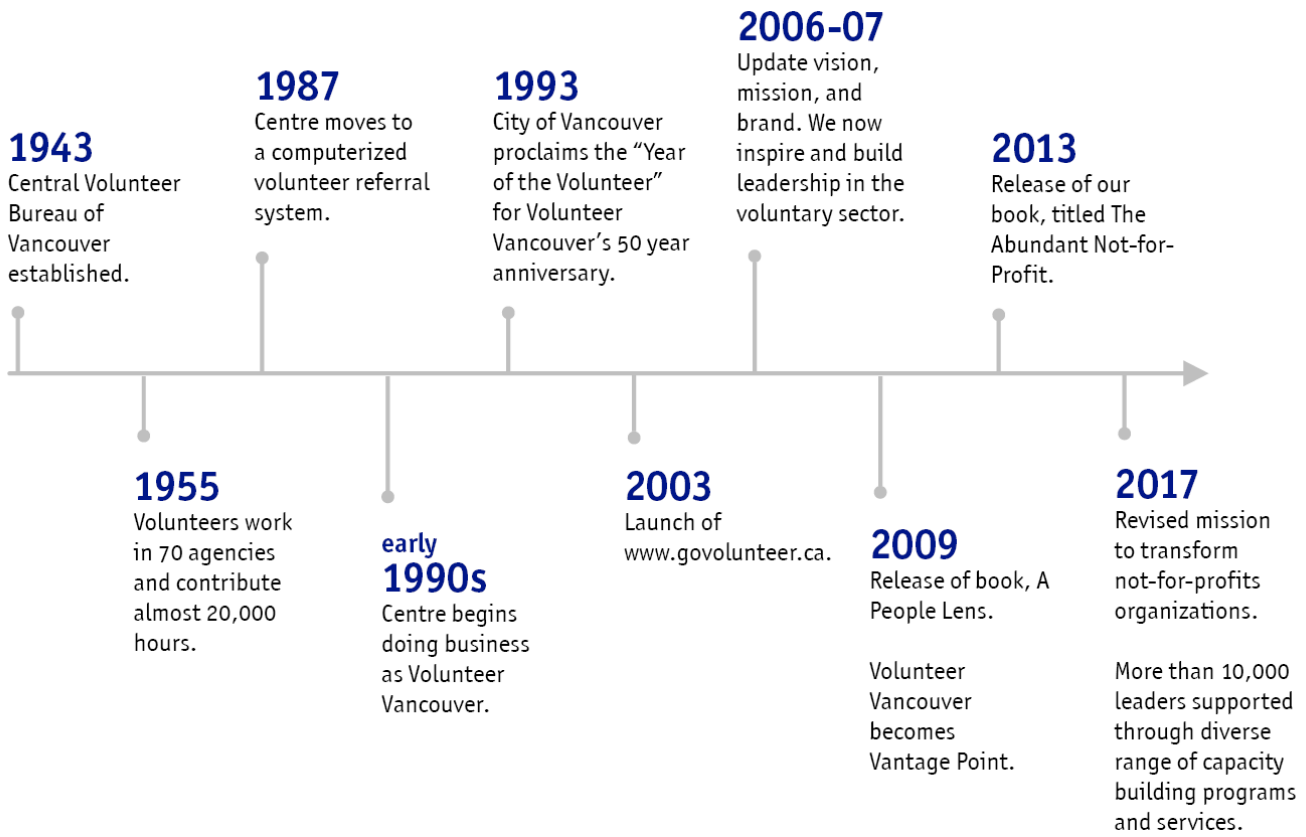 1943
Central Volunteer
Bureau of
Vancouver
established.
1955
Volunteers work
in 70 agencies
and contribute
almost 20,000
hours.
1987
Centre moves to
a computerized
volunteer referral
system.
early
1990s
Centre begins
doing business
as Volunteer
Vancouver.
1993
City of Vancouver
proclaims the “Year
of the Volunteer”
for Volunteer
Vancouver’s 50 year
anniversary.
2003
Launch of
www.govolunteer.ca.
2006-07
Update vision,
mission, and
brand. We now
inspire and build
leadership in the
voluntary sector.
2009
Release of book, A
People Lens.
Volunteer
Vancouver
becomes
Vantage Point.
2013
Release of our
book, titled The
Abundant Not-for-
Profit.
2017
Revised mission
to transform
not-for-profits
organizations.
More than 10,000
leaders supported
through diverse
range of capacity
building programs
and services.